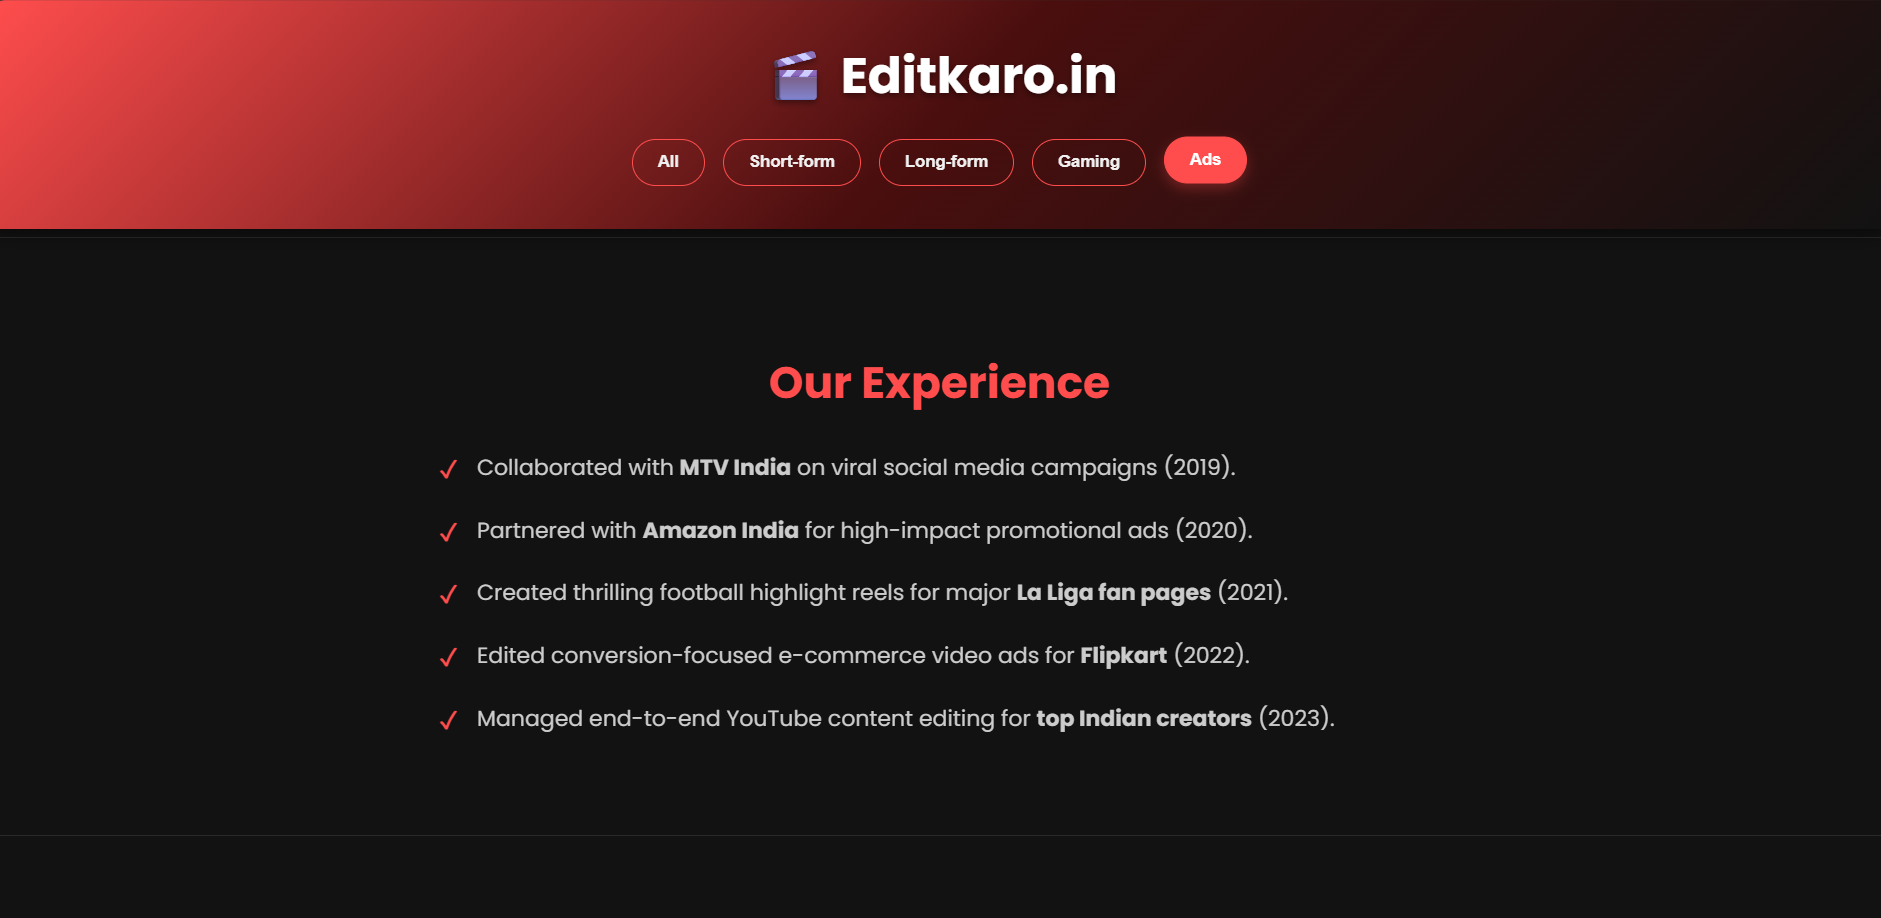 Editkaro.in
All Short-form Long-form Gaming Ads
Our Experience
✓ Collaborated with MTV India on viral social media campaigns (2019).
✓ Partnered with Amazon India for high-impact promotional ads (2020).
✓ Created thrilling football highlight reels for major La Liga fan pages (2021).
✓ Edited conversion-focused e-commerce video ads for Flipkart (2022).
✓ Managed end-to-end YouTube content editing for top Indian creators (2023).